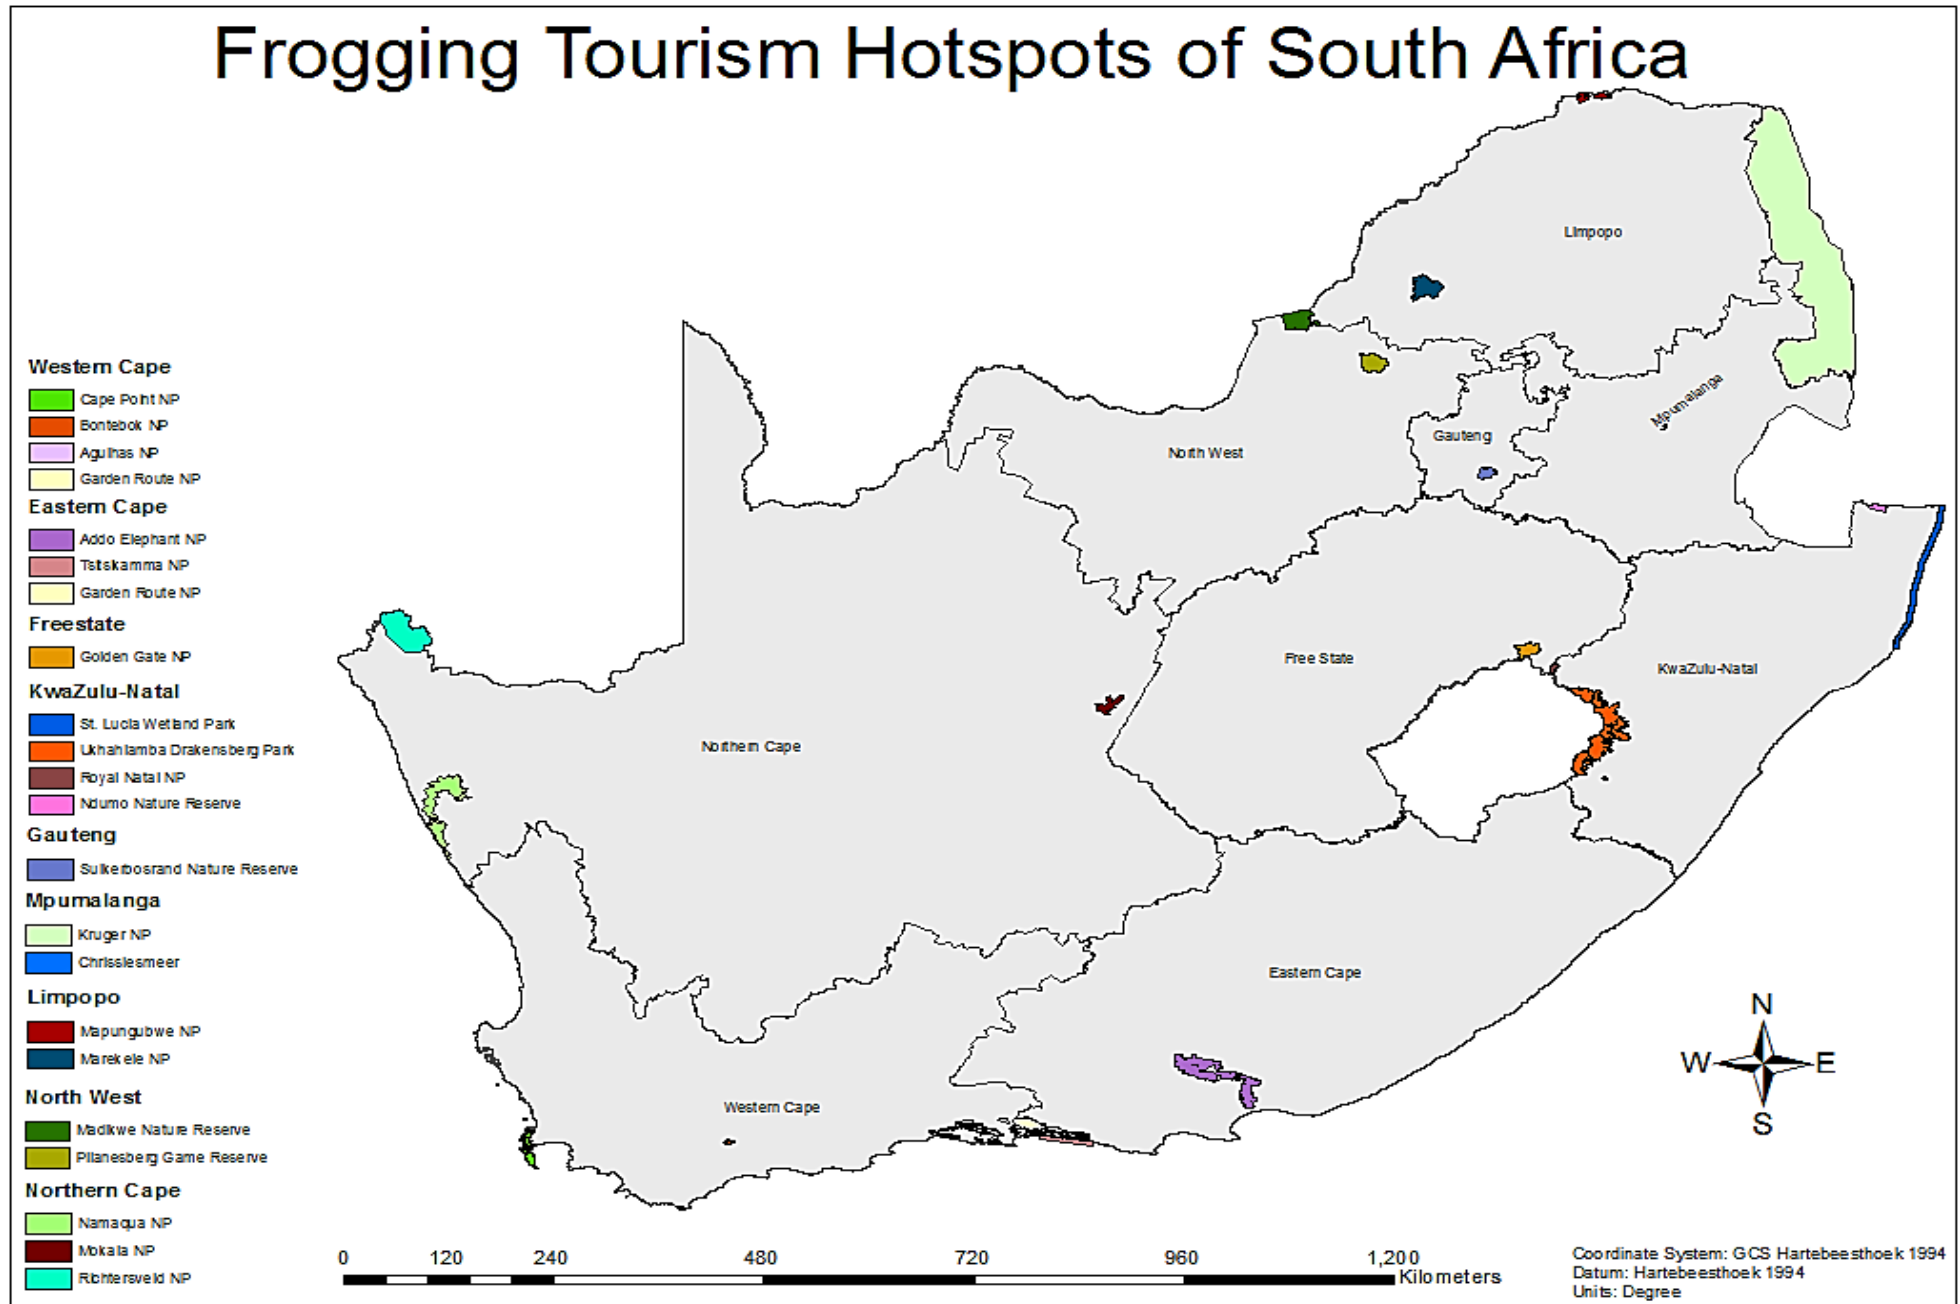 Frogging Tourism Hotspots of South Africa
Western Cape
Cape Point NP
Bontebok NP
Agulhas NP
Garden Route NP
Eastern Cape
Addo Elephant NP
Tsitskamma NP
Garden Route NP
Freestate
Golden Gate NP
KwaZulu-Natal
St. Lucia Wetland Park
Ukhahlamba Drakensberg Park
Royal Natal NP
Ndumo Nature Reserve
Gauteng
Suikerbosrand Nature Reserve
Mpumalanga
Kruger NP
Chrissiesmeer
Limpopo
Mapungubwe NP
Marekele NP
North West
Madikwe Nature Reserve
Pilanesberg Game Reserve
Northern Cape
Namaqua NP
Mokala NP
Richtersveld NP
Limpopo
Mpumalanga
Gauteng
North West
Free State
KwaZulu-Natal
Northern Cape
Eastern Cape
Western Cape
N
W E
S
0 120 240 480 720 960 1,200
Kilometers
Coordinate System: GCS Hartebeesthoek 1994
Datum: Hartebeesthoek 1994
Units: Degree